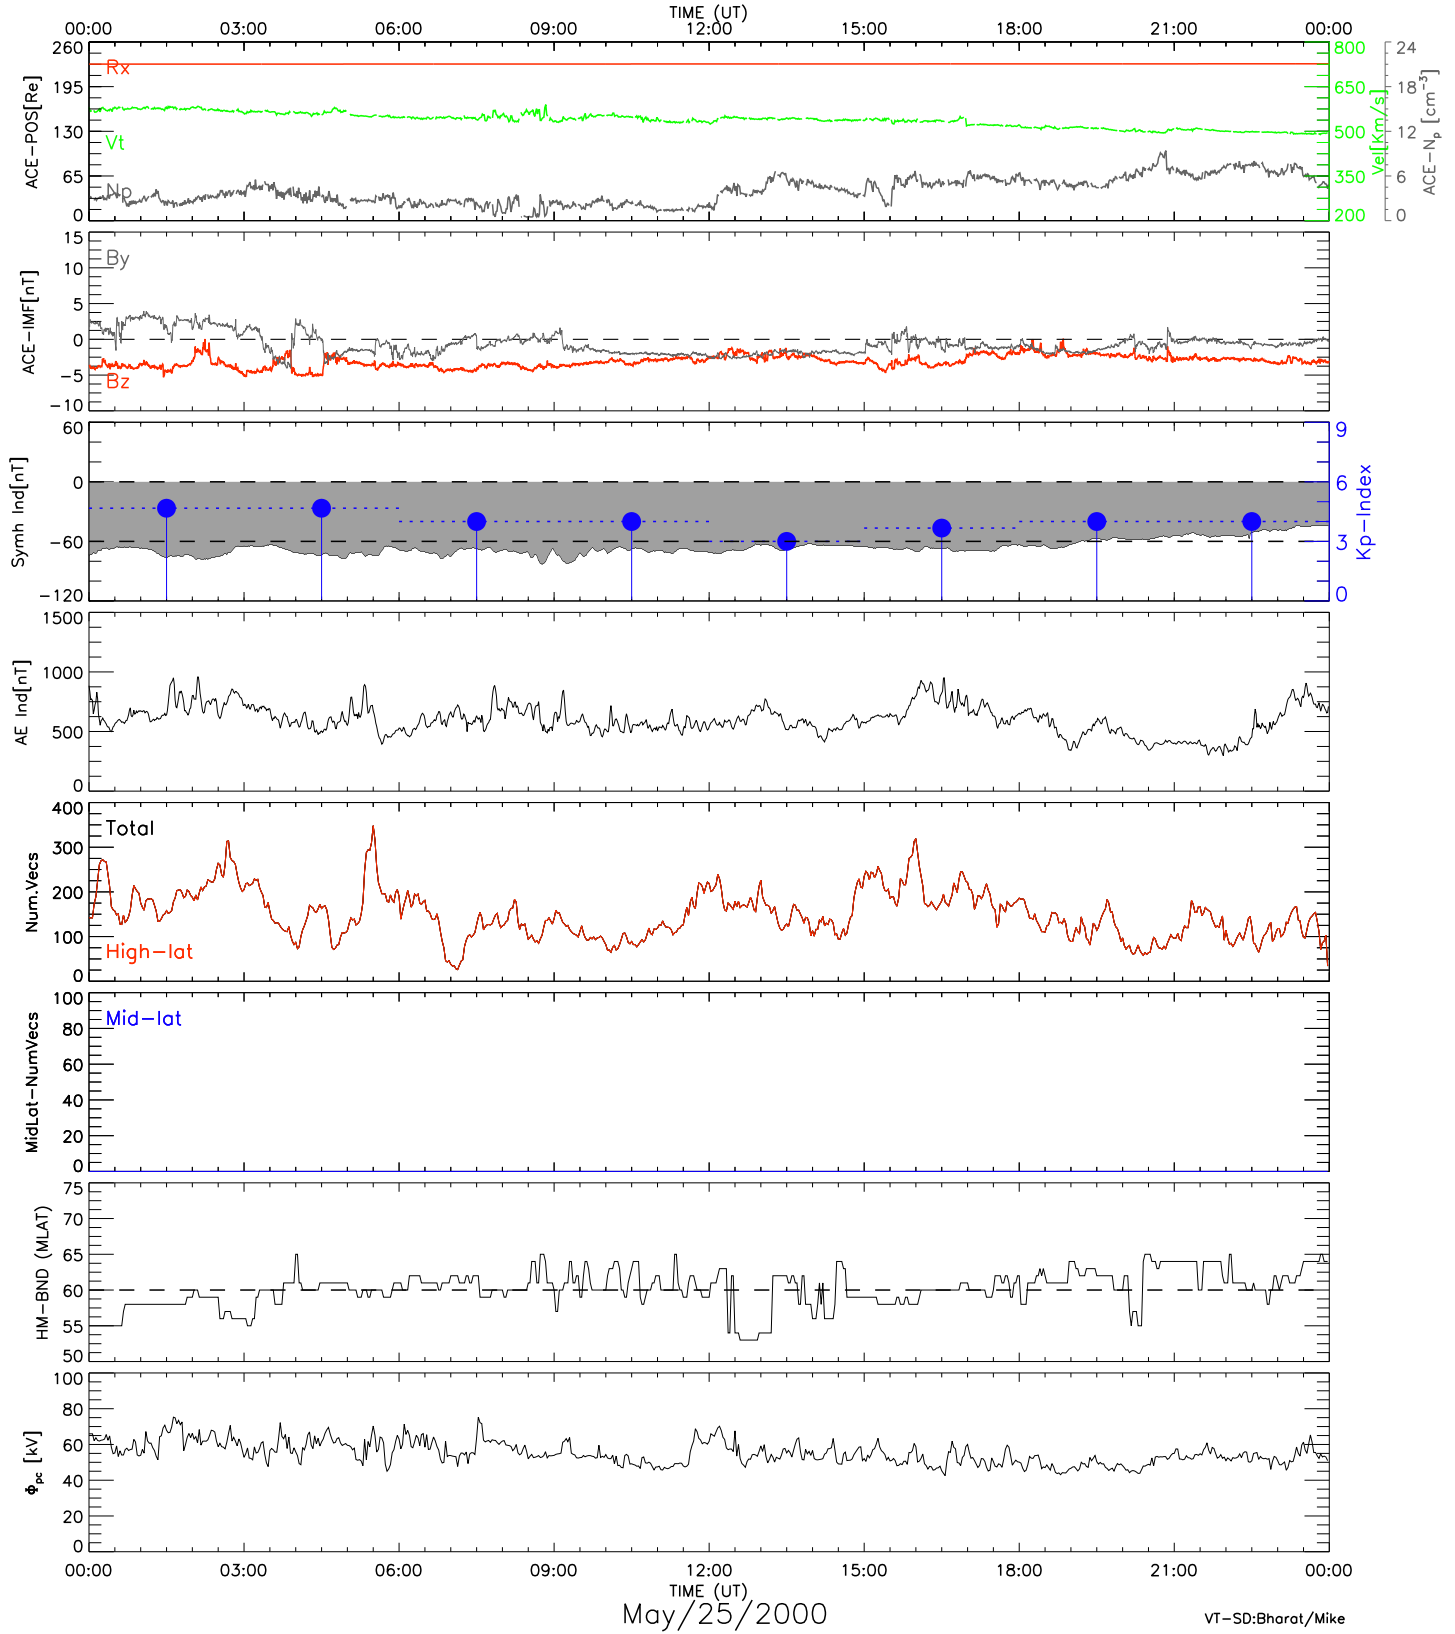 TIME (UT)
00:00 03:00 06:00 09:00 12:00 15:00 18:00 21:00 00:00
ACE-POS[Re]
260
195
130
65
0
Rx
Vt
Np
800
650
500
350
200
Vel[Km/s]
24
18
12
6
0
ACE-Np [cm⁻³]
ACE-IMF[nT]
15
10
5
0
-5
-10
By
Bz
Symh Ind[nT]
60
0
-60
-120
9
6
3
0
Kp-Index
AE Ind[nT]
1500
1000
500
0
Num.Vecs
400
300
200
100
0
Total
High-lat
MidLat-NumVecs
100
80
60
40
20
0
Mid-lat
HM-BND (MLAT)
75
70
65
60
55
50
Φpc [kV]
100
80
60
40
20
0
00:00 03:00 06:00 09:00 12:00 15:00 18:00 21:00 00:00
TIME (UT)
May/25/2000
VT-SD:Bharat/Mike